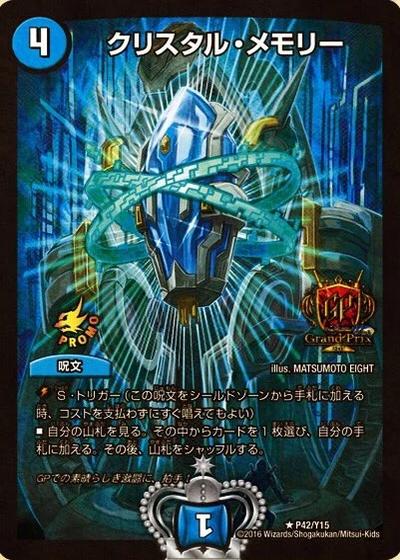 4
クリスタル・メモリー
PROMO
GP
Grand Prix
illus. MATSUMOTO EIGHT
呪文
S・トリガー (この呪文をシールドゾーンから手札に加える
時、コストを支払わずにすぐ唱えてもよい)
■ 自分の山札を見る。その中からカードを1枚選び、自分の手
札に加える。その後、山札をシャッフルする。
GPでの素晴らしき激闘に、拍手!
1
★ P42/Y15
©2016 Wizards/Shogakukan/Mitsui-Kids